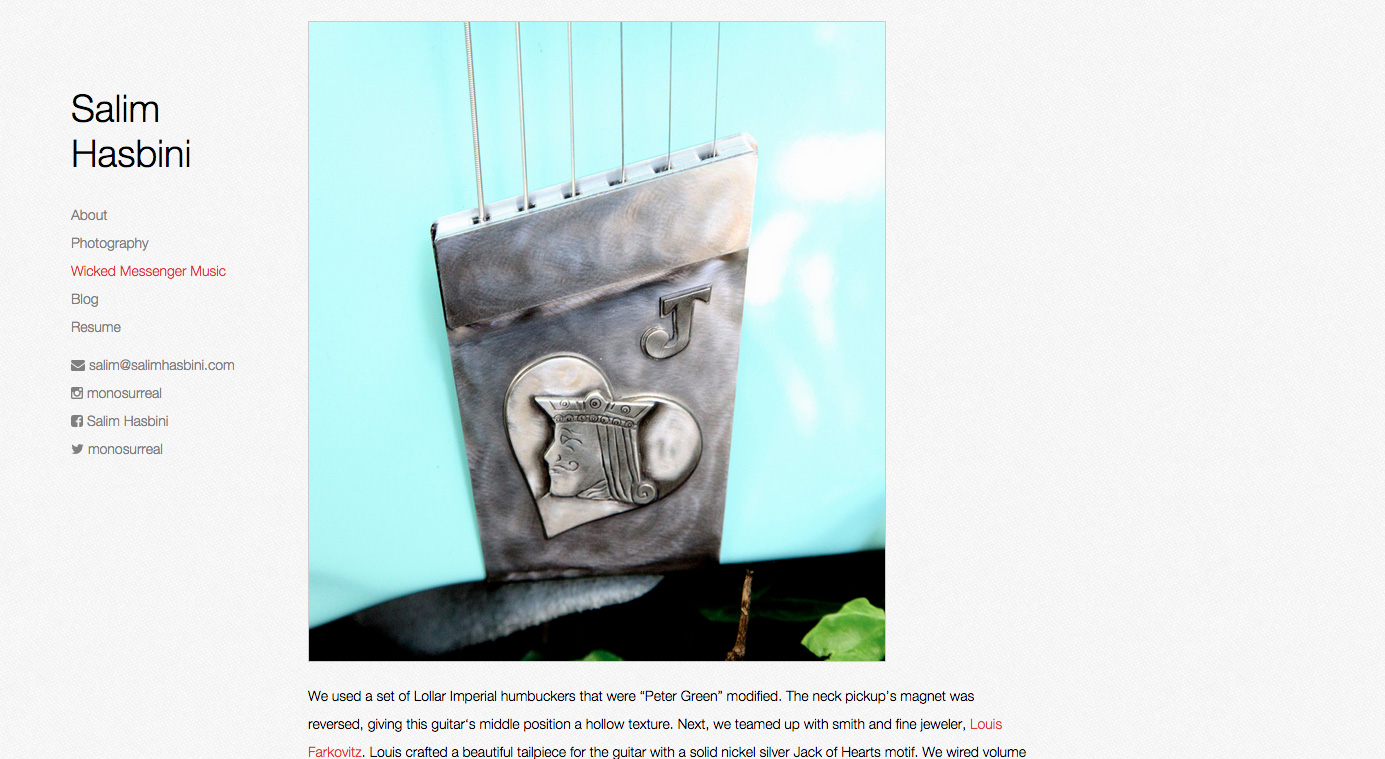 Salim
Hasbini
About
Photography
Wicked Messenger Music
Blog
Resume
salim@salimhasbini.com
monosurreal
Salim Hasbini
monosurreal
J
We used a set of Lollar Imperial humbuckers that were “Peter Green” modified. The neck pickup's magnet was
reversed, giving this guitar's middle position a hollow texture. Next, we teamed up with smith and fine jeweler, Louis
Farkovitz. Louis crafted a beautiful tailpiece for the guitar with a solid nickel silver Jack of Hearts motif. We wired volume